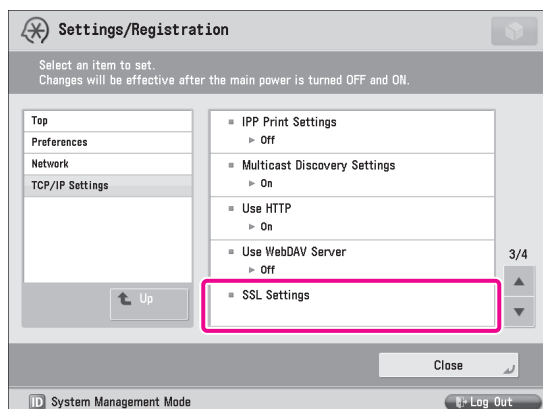 Settings/Registration
Select an item to set.
Changes will be effective after the main power is turned OFF and ON.
Top
Preferences
Network
TCP/IP Settings
Up
IPP Print Settings
Off
Multicast Discovery Settings
On
Use HTTP
On
Use WebDAV Server
Off
SSL Settings
3/4
Close
ID System Management Mode
Log Out